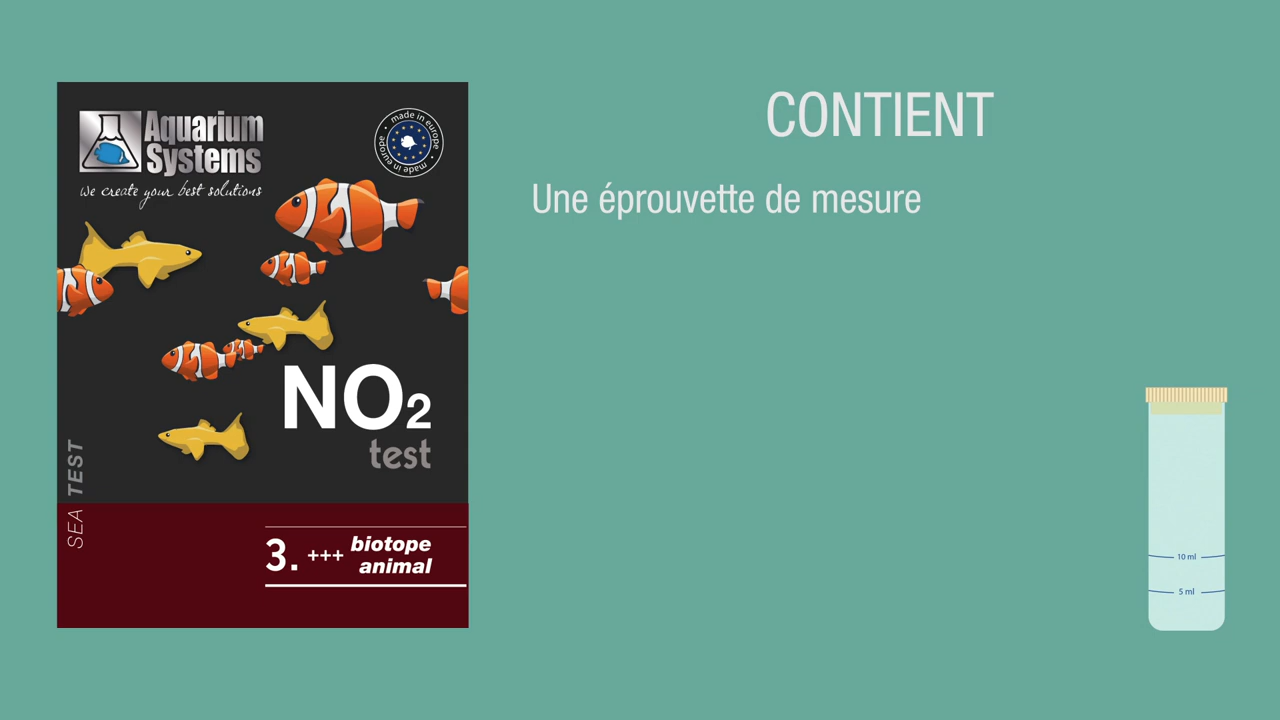 Aquarium
Systems
we create your best solutions
made in europe • made in europe •
NO2
test
SEA TEST
3. +++ biotope
animal
CONTIENT
Une éprouvette de mesure
10 ml
5 ml